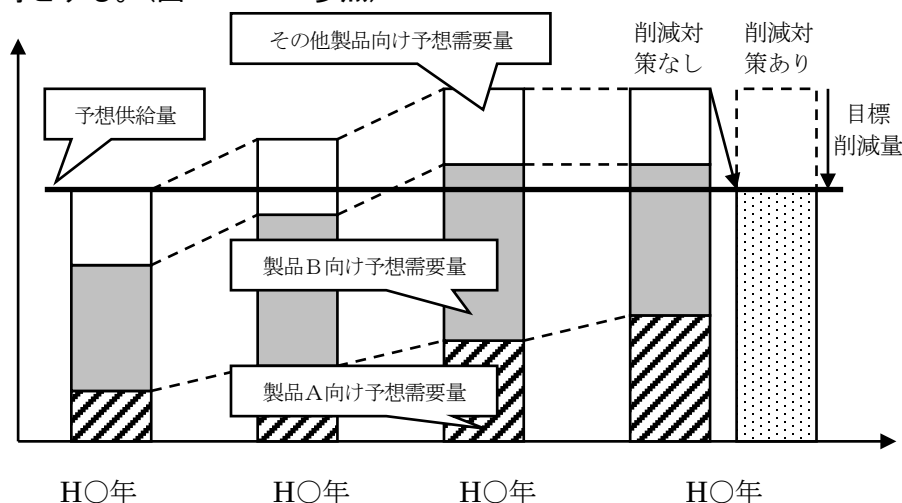 その他製品向け予想需要量
削減対
策なし
削減対
策あり
予想供給量
目標
削減量
製品B向け予想需要量
製品A向け予想需要量
H○年
H○年
H○年
H○年